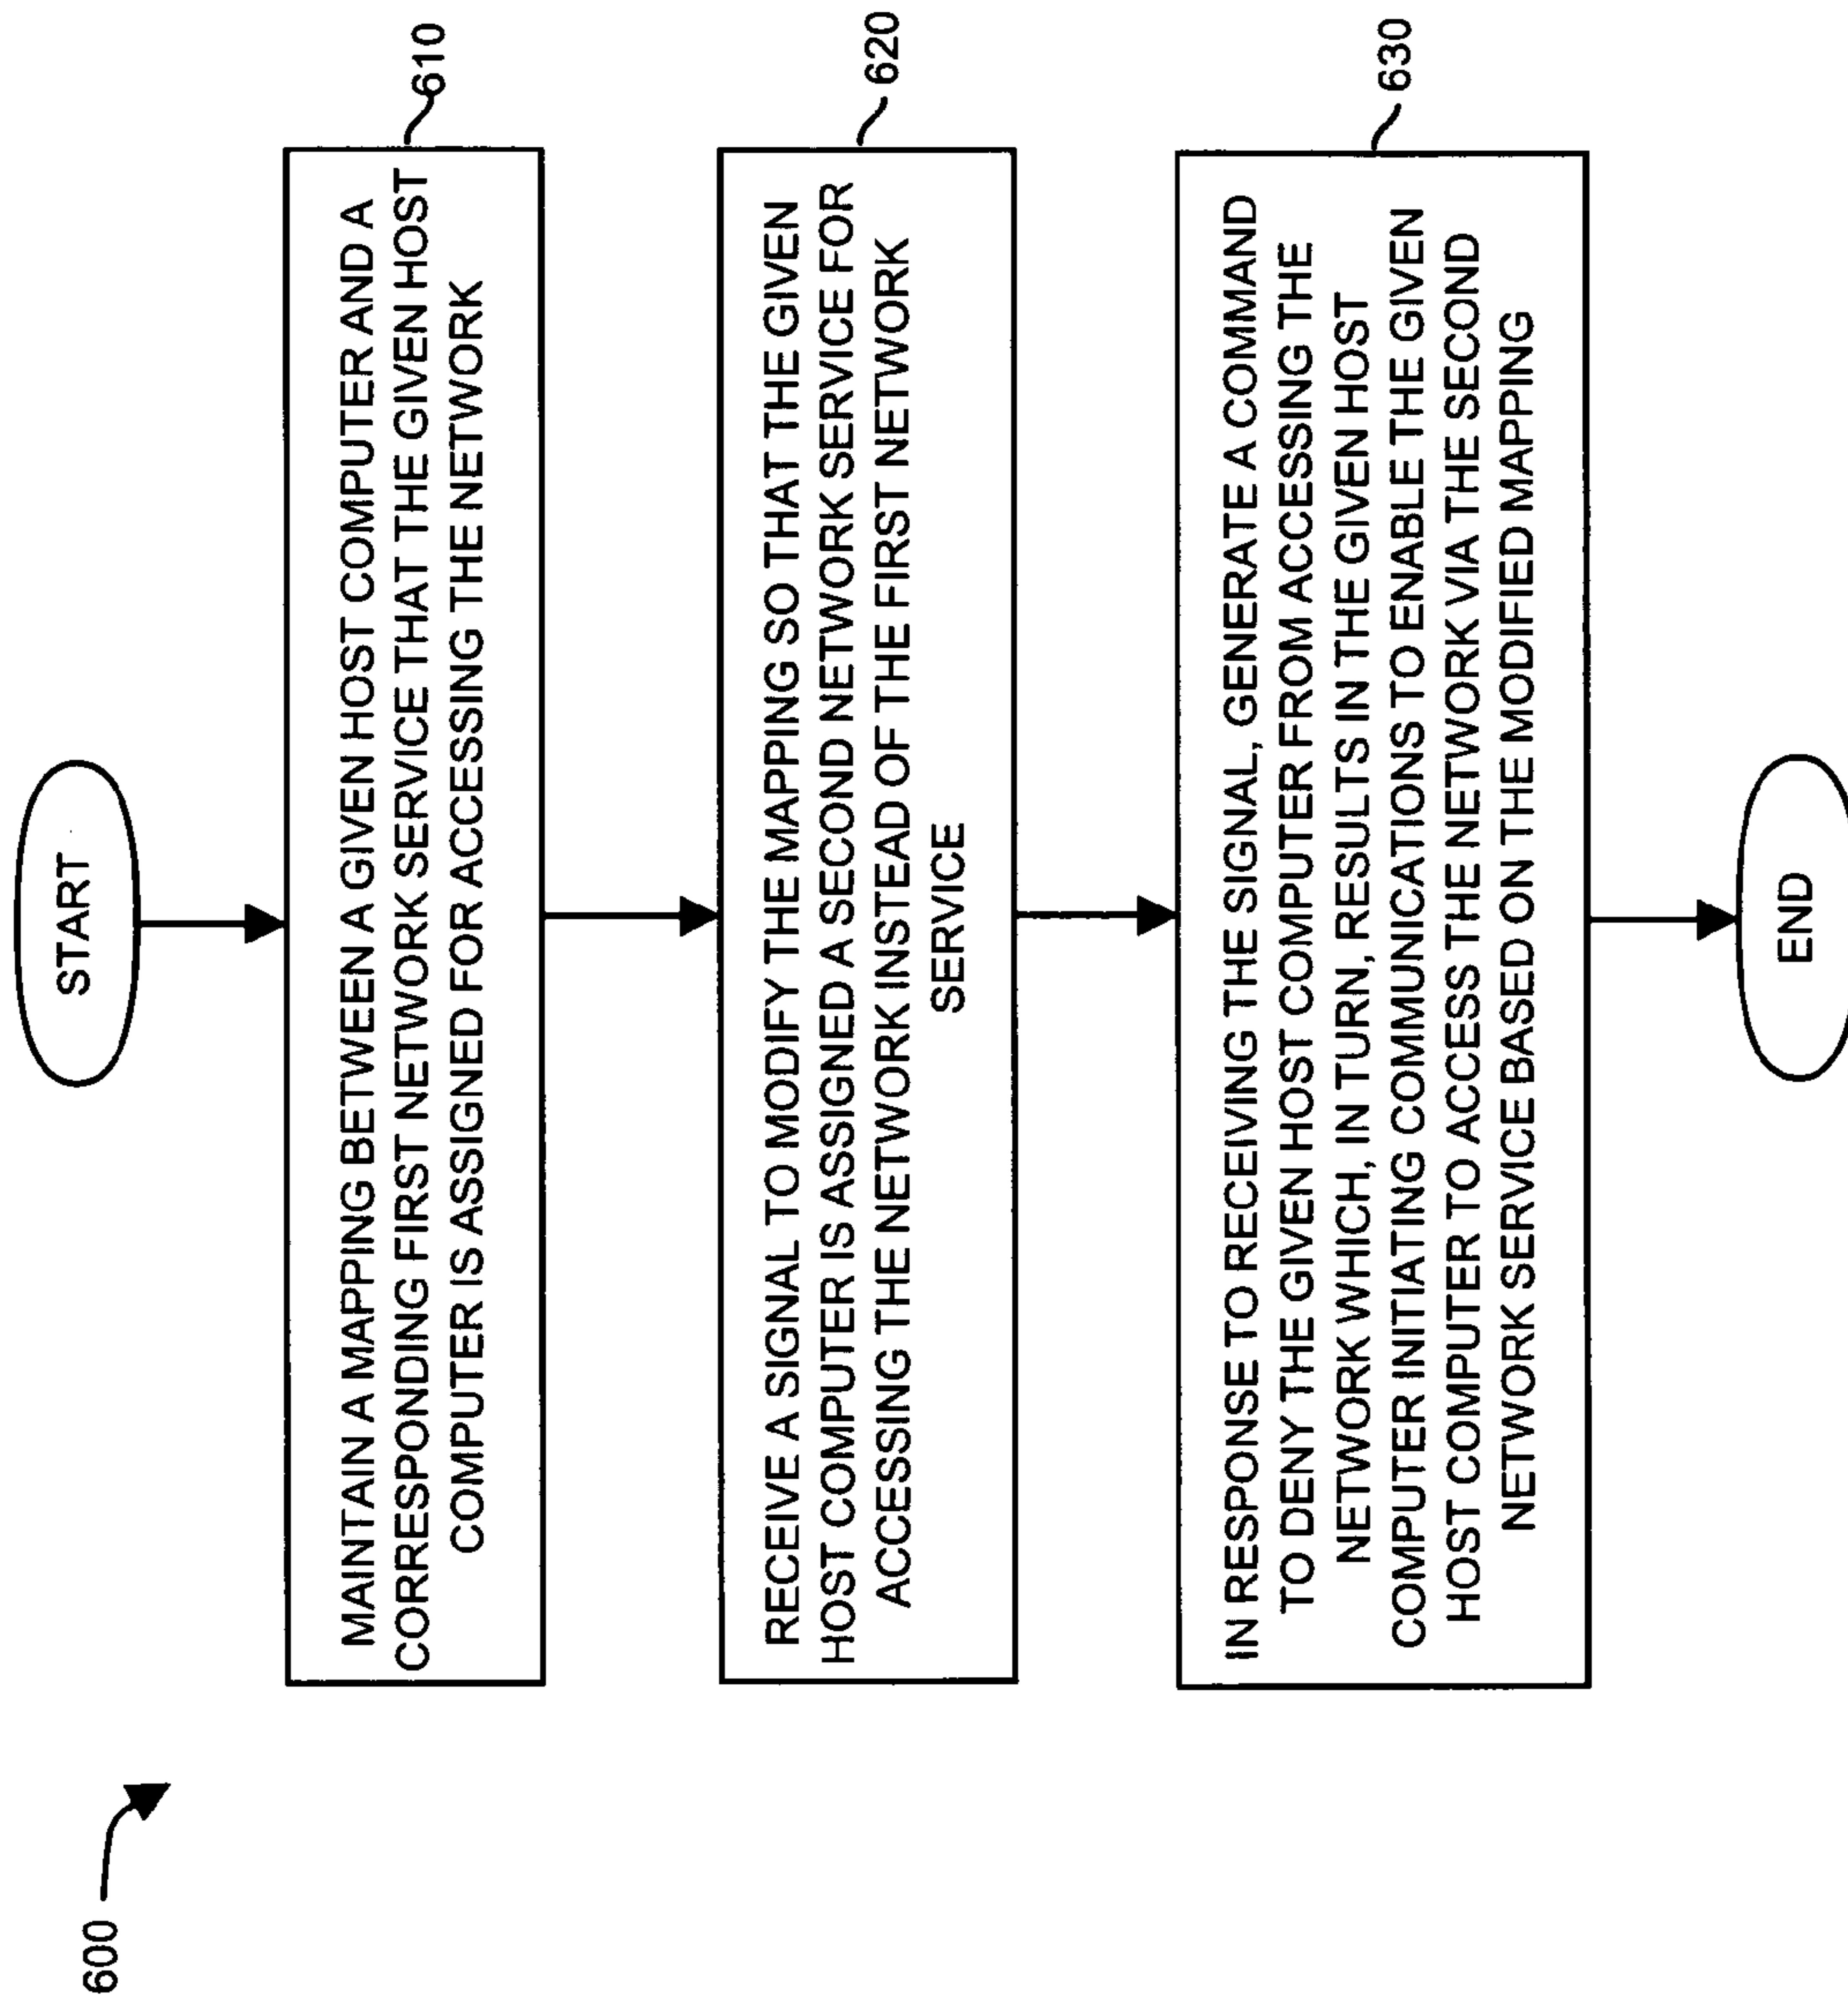 600
START
MAINTAIN A MAPPING BETWEEN A GIVEN HOST COMPUTER AND A
CORRESPONDING FIRST NETWORK SERVICE THAT THE GIVEN HOST
COMPUTER IS ASSIGNED FOR ACCESSING THE NETWORK
610
RECEIVE A SIGNAL TO MODIFY THE MAPPING SO THAT THE GIVEN
HOST COMPUTER IS ASSIGNED A SECOND NETWORK SERVICE FOR
ACCESSING THE NETWORK INSTEAD OF THE FIRST NETWORK
SERVICE
620
IN RESPONSE TO RECEIVING THE SIGNAL, GENERATE A COMMAND
TO DENY THE GIVEN HOST COMPUTER FROM ACCESSING THE
NETWORK WHICH, IN TURN, RESULTS IN THE GIVEN HOST
COMPUTER INITIATING COMMUNICATIONS TO ENABLE THE GIVEN
HOST COMPUTER TO ACCESS THE NETWORK VIA THE SECOND
NETWORK SERVICE BASED ON THE MODIFIED MAPPING
630
END